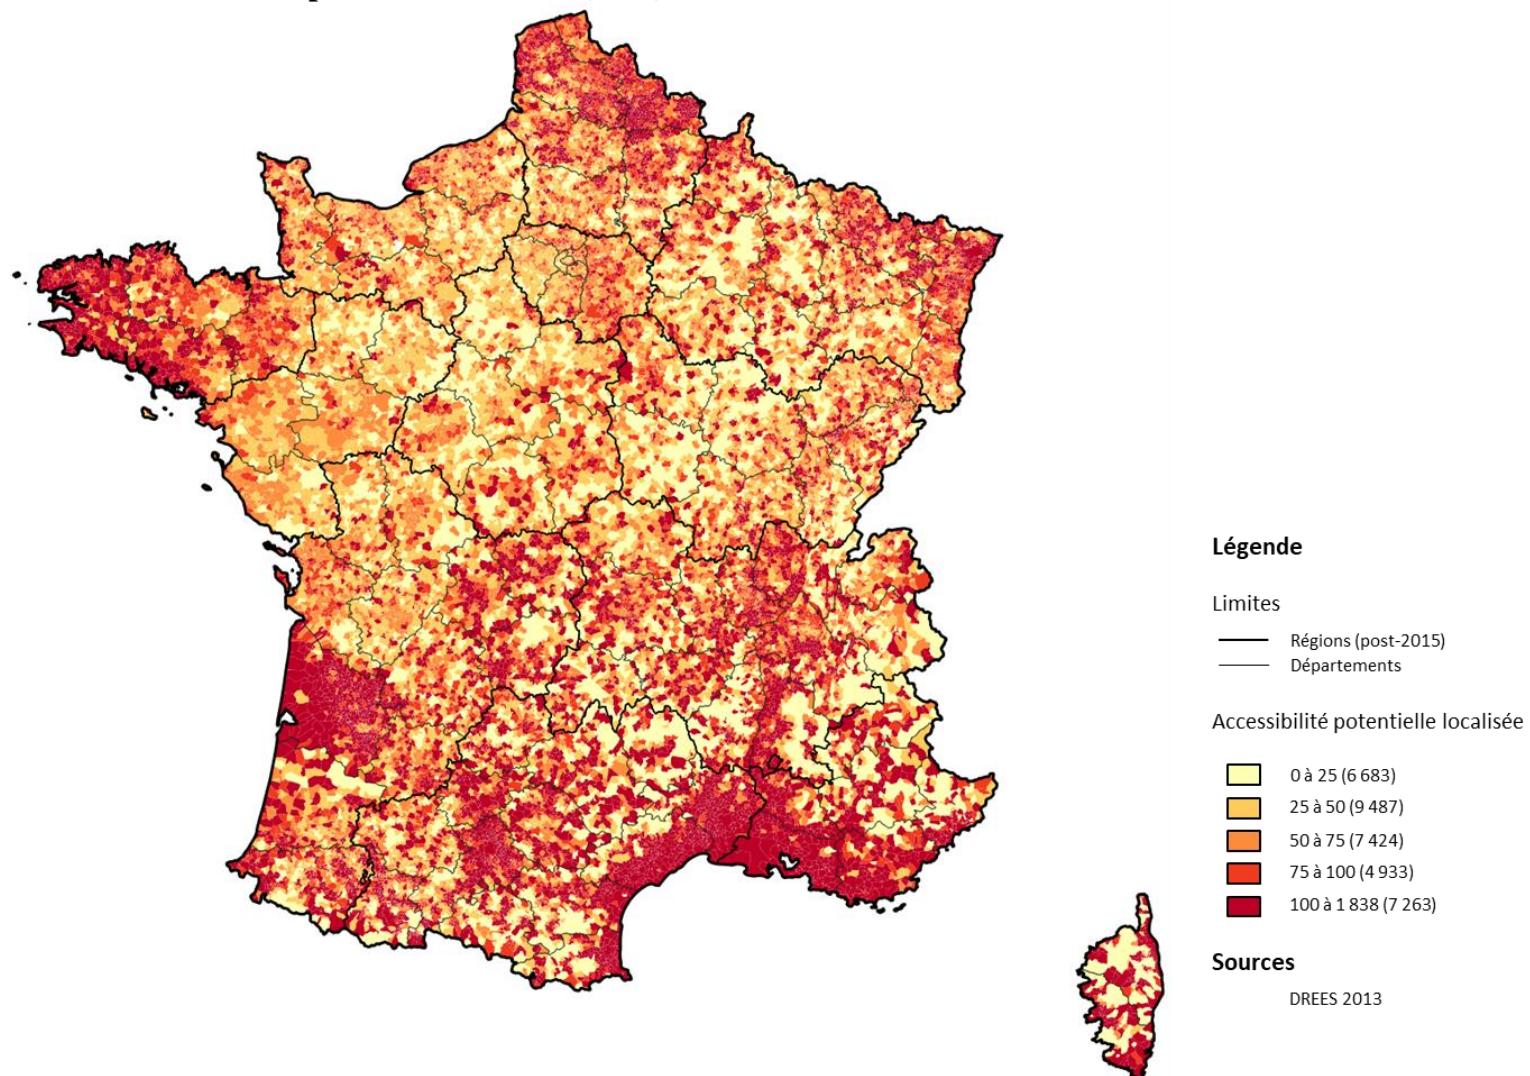 Légende
Limites
Régions (post-2015)
Départements
Accessibilité potentielle localisée
0 à 25 (6 683)
25 à 50 (9 487)
50 à 75 (7 424)
75 à 100 (4 933)
100 à 1 838 (7 263)
Sources
DREES 2013